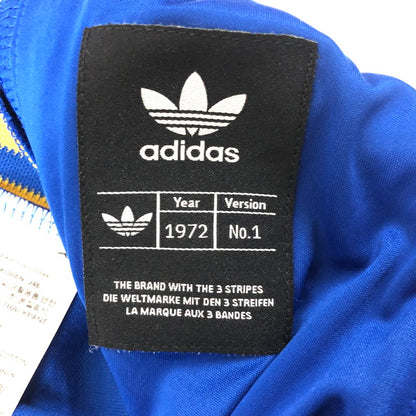 adidas
Year Version
1972 No.1
THE BRAND WITH THE 3 STRIPES
DIE WELTMARKE MIT DEN 3 STREIFEN
LA MARQUE AUX 3 BANDES